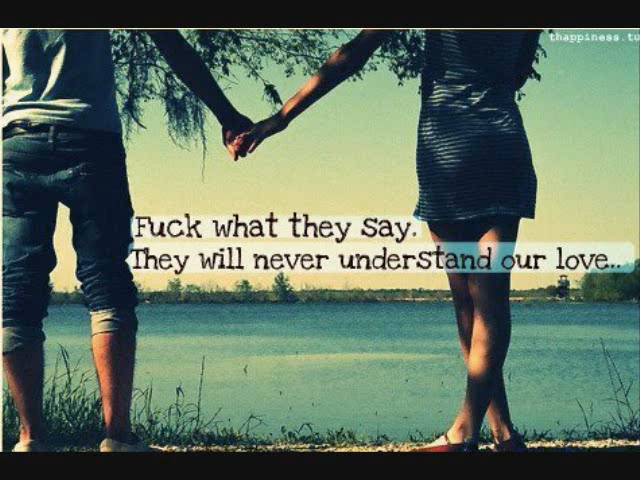 thappiness.tu
Fuck what they say.
They will never understand our love...